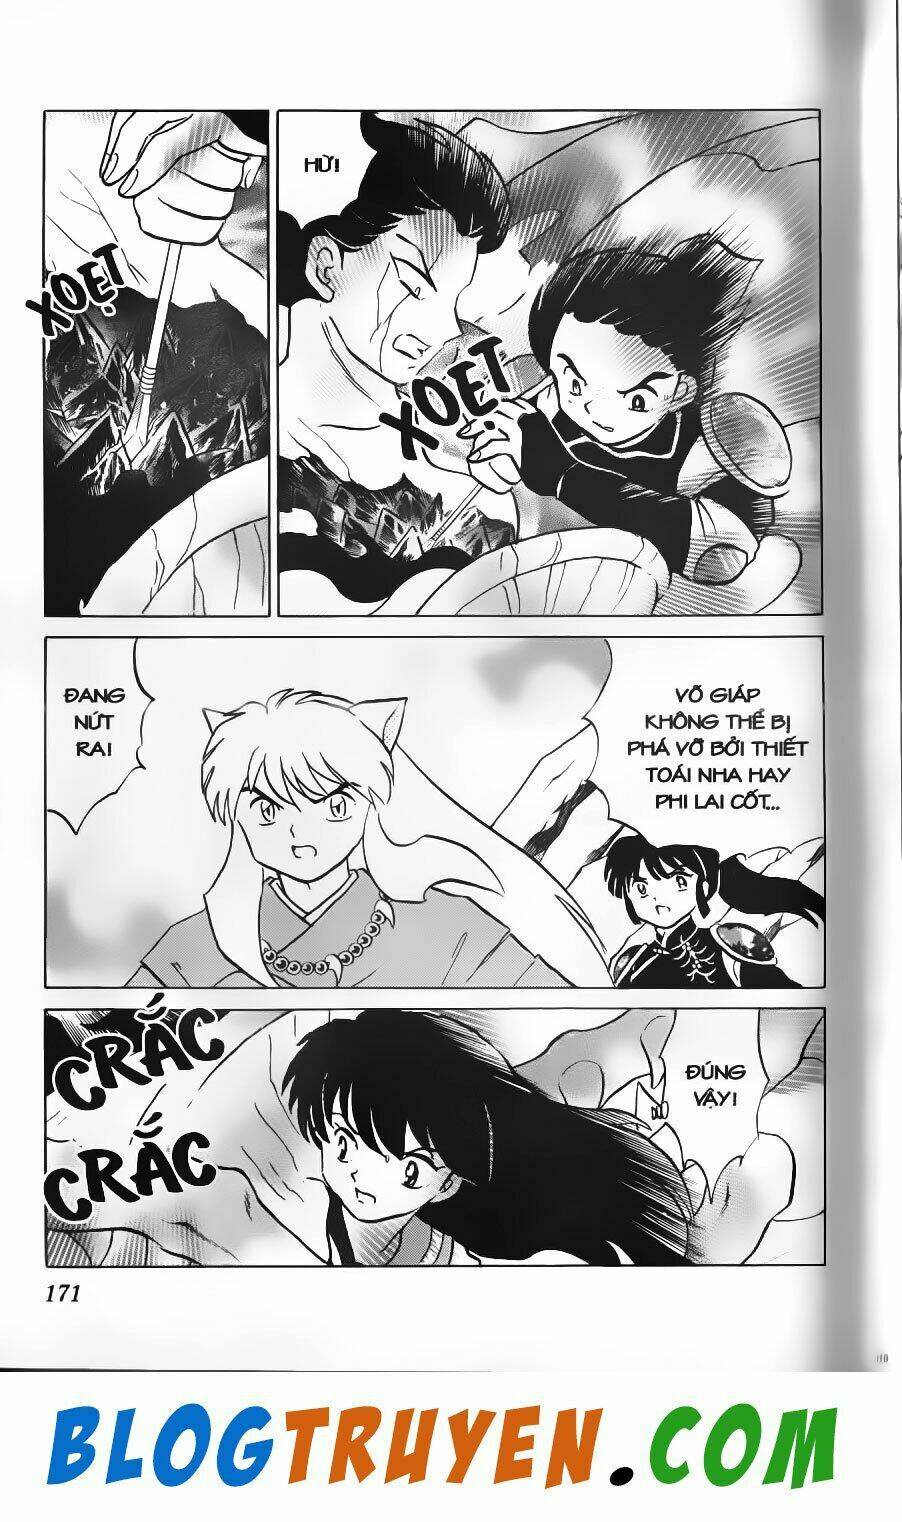 HỪ!
XOẸT
XOẸT
VÕ GIÁP
KHÔNG THỂ BỊ
PHÁ VỠ BỞI THIẾT
TOÁI NHA HAY
PHI LAI CỐT...
ĐANG
NỨT
RA!
ĐÚNG
VẬY!
CRẮC
CRẮC
171
BLOGTRUYEN.COM